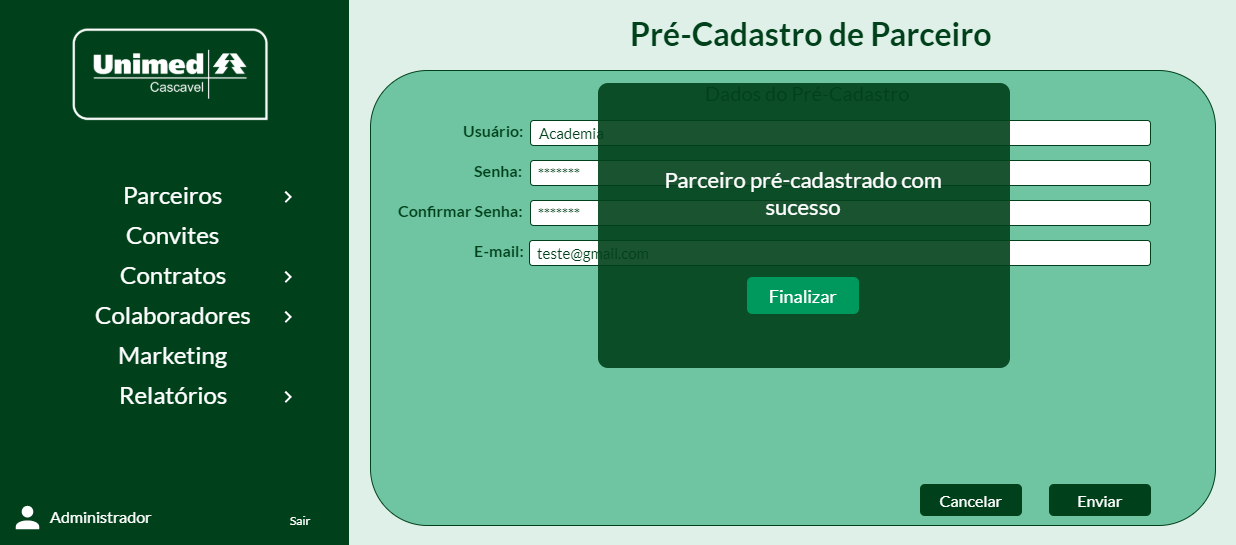 Unimed
Cascavel
Parceiros
Convites
Contratos
Colaboradores
Marketing
Relatórios
Administrador
Sair
Pré-Cadastro de Parceiro
Dados do Pré-Cadastro
Usuário: Academia
Senha: *******
Confirmar Senha: *******
E-mail: teste@gmail.com
Parceiro pré-cadastrado com
sucesso
Finalizar
Cancelar
Enviar